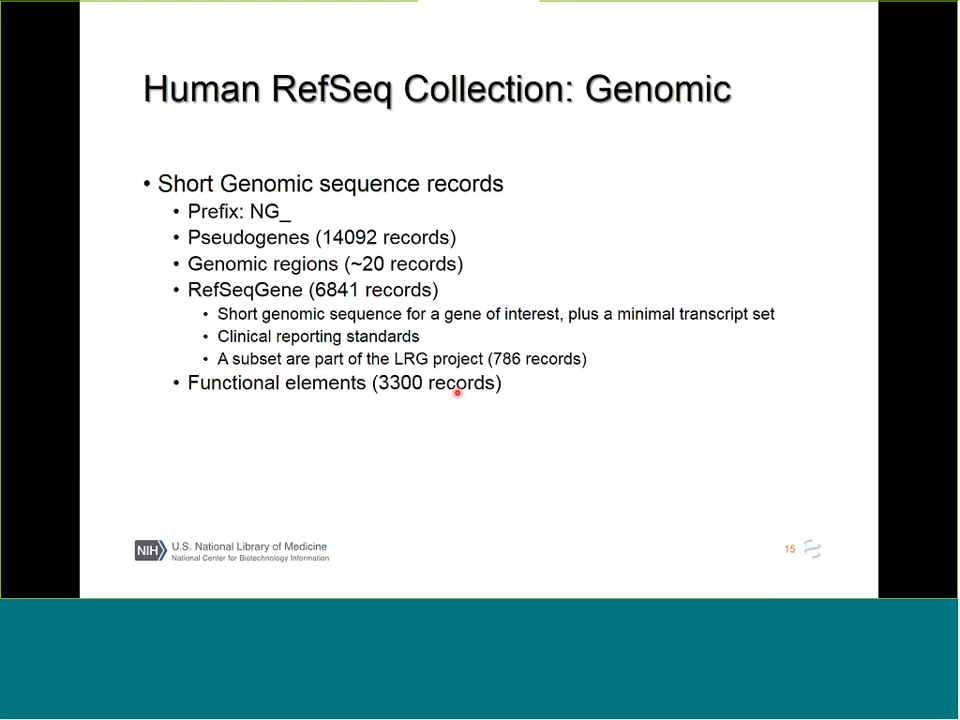 Human RefSeq Collection: Genomic
• Short Genomic sequence records
• Prefix: NG_
• Pseudogenes (14092 records)
• Genomic regions (~20 records)
• RefSeqGene (6841 records)
• Short genomic sequence for a gene of interest, plus a minimal transcript set
• Clinical reporting standards
• A subset are part of the LRG project (786 records)
• Functional elements (3300 records)
NIH U.S. National Library of Medicine
National Center for Biotechnology Information
15